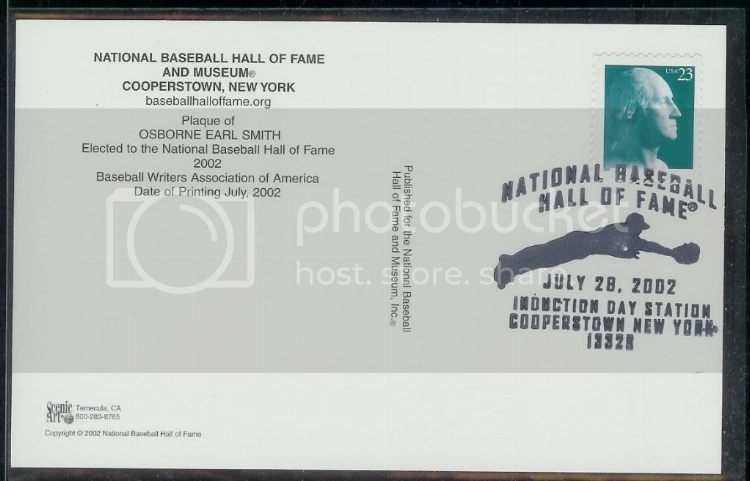 NATIONAL BASEBALL HALL OF FAME
AND MUSEUM®
COOPERSTOWN, NEW YORK
baseballhalloffame.org
Plaque of
OSBORNE EARL SMITH
Elected to the National Baseball Hall of Fame
2002
Baseball Writers Association of America
Date of Printing July, 2002
Published for the National Baseball
Hall of Fame and Museum, Inc.®
USA 23
NATIONAL BASEBALL
HALL OF FAME®
JULY 28, 2002
INDUCTION DAY STATION
COOPERSTOWN NEW YORK
13326
photobucket
host. store. share.
Scenic Art
Temecula, CA
800-283-6765
Copyright © 2002 National Baseball Hall of Fame